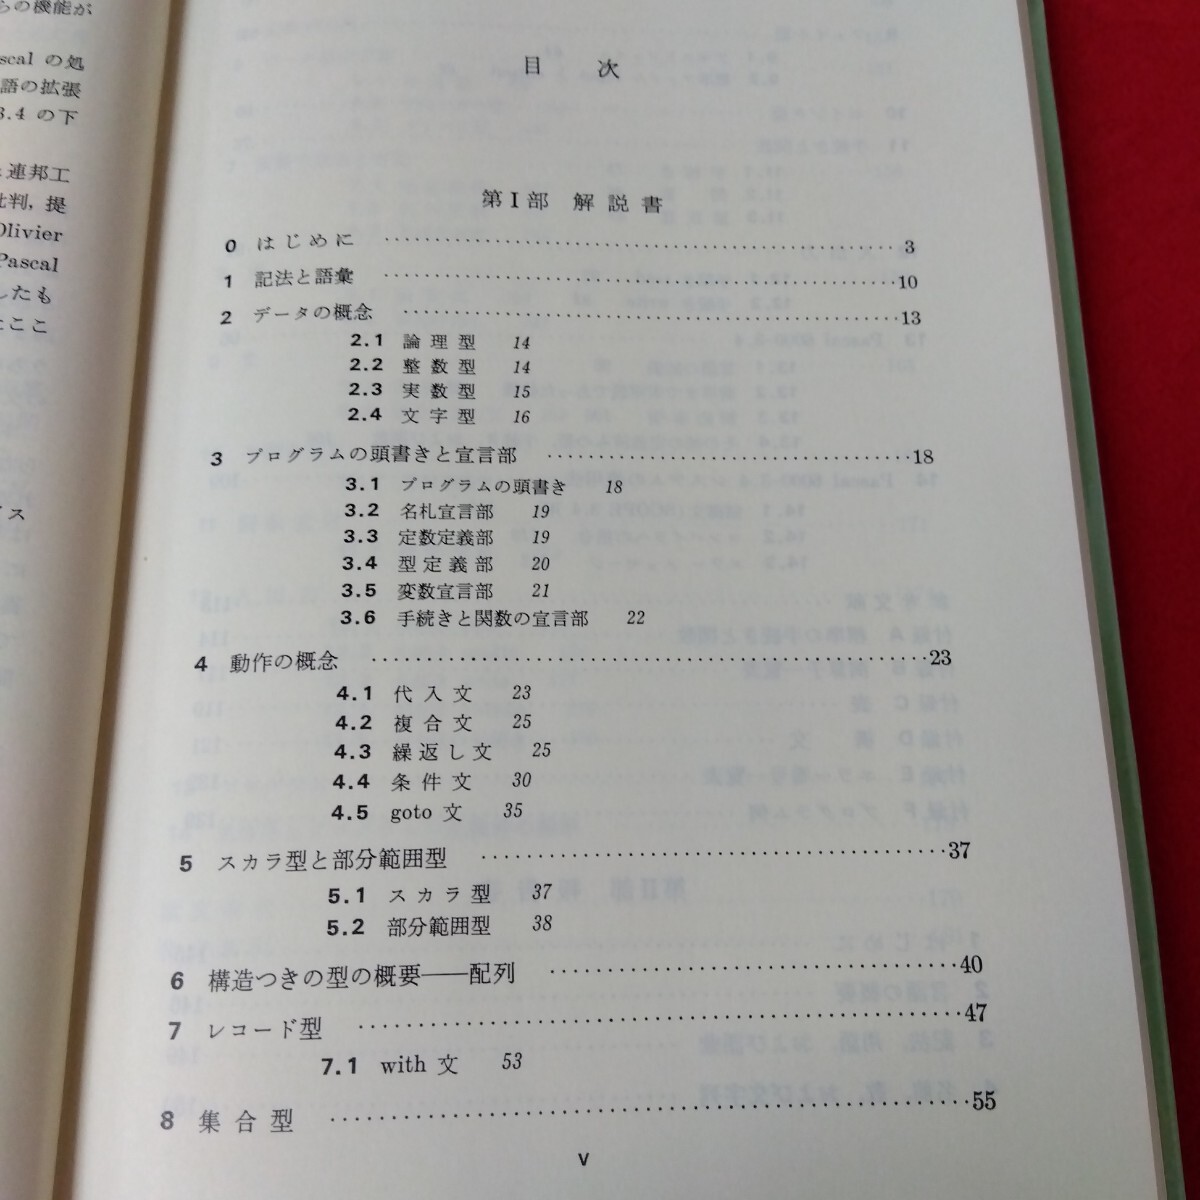 らの機能が
scal の処
語の拡張
3.4 の下
連邦工
批判, 提
Olivier
Pascal
したも
ここ
イス
目 次
第I部 解説書
0 はじめに ……… 3
1 記法と語彙 ……… 10
2 データの概念 ……… 13
2.1 論理型 14
2.2 整数型 14
2.3 実数型 15
2.4 文字型 16
3 プログラムの頭書きと宣言部 ……… 18
3.1 プログラムの頭書き 18
3.2 名札宣言部 19
3.3 定数定義部 19
3.4 型定義部 20
3.5 変数宣言部 21
3.6 手続きと関数の宣言部 22
4 動作の概念 ……… 23
4.1 代入文 23
4.2 複合文 25
4.3 繰返し文 25
4.4 条件文 30
4.5 goto 文 35
5 スカラ型と部分範囲型 ……… 37
5.1 スカラ型 37
5.2 部分範囲型 38
6 構造つきの型の概要——配列 ……… 40
7 レコード型 ……… 47
7.1 with 文 53
8 集合型 ……… 55
v